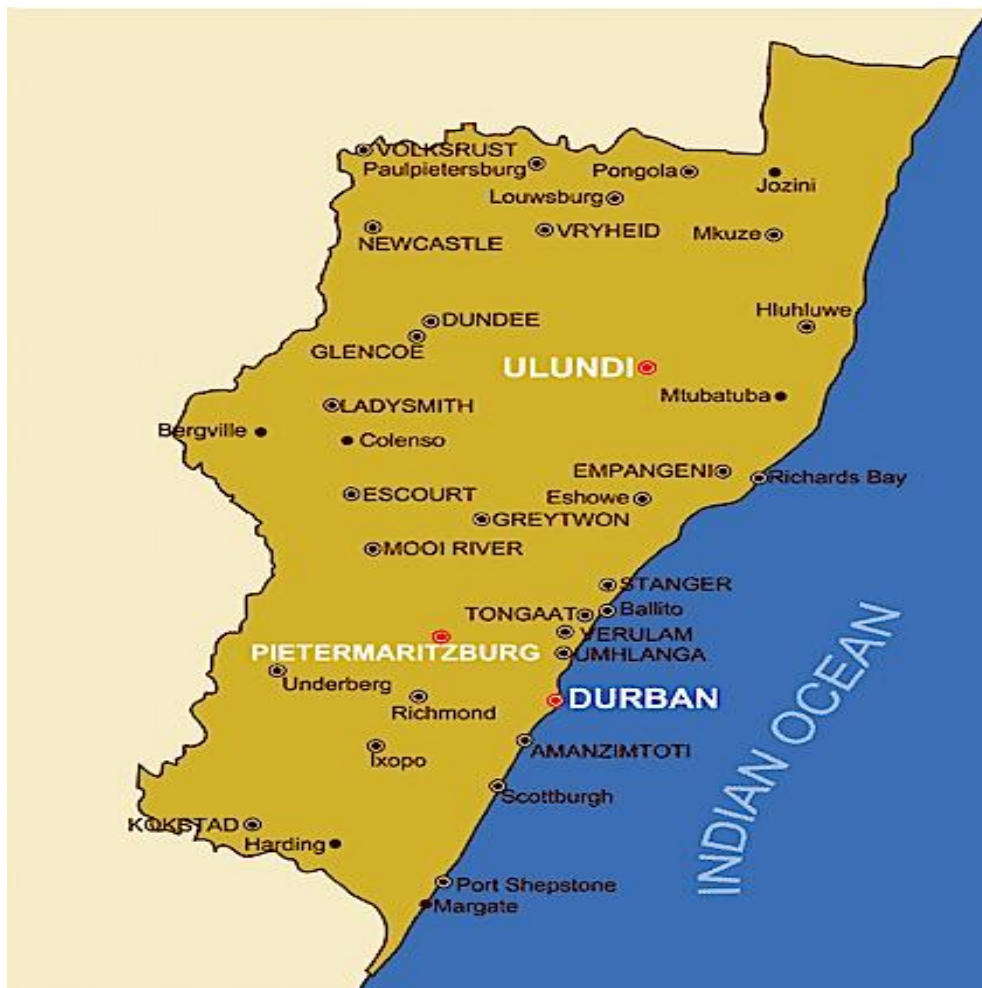 VOLKSRUST
Paulpietersburg
Pongola
Jozini
Louwsburg
NEWCASTLE
VRYHEID
Mkuze
Hluhluwe
DUNDEE
GLENCOE
ULUNDI
Mtubatuba
LADYSMITH
Bergville
Colenso
EMPANGENI
Richards Bay
ESCOURT
Eshowe
GREYTWON
MOOI RIVER
STANGER
TONGAAT
Ballito
VERULAM
PIETERMARITZBURG
UMHLANGA
Underberg
DURBAN
Richmond
AMANZIMTOTI
Ixopo
Scottburgh
INDIAN OCEAN
KOKSTAD
Harding
Port Shepstone
Margate